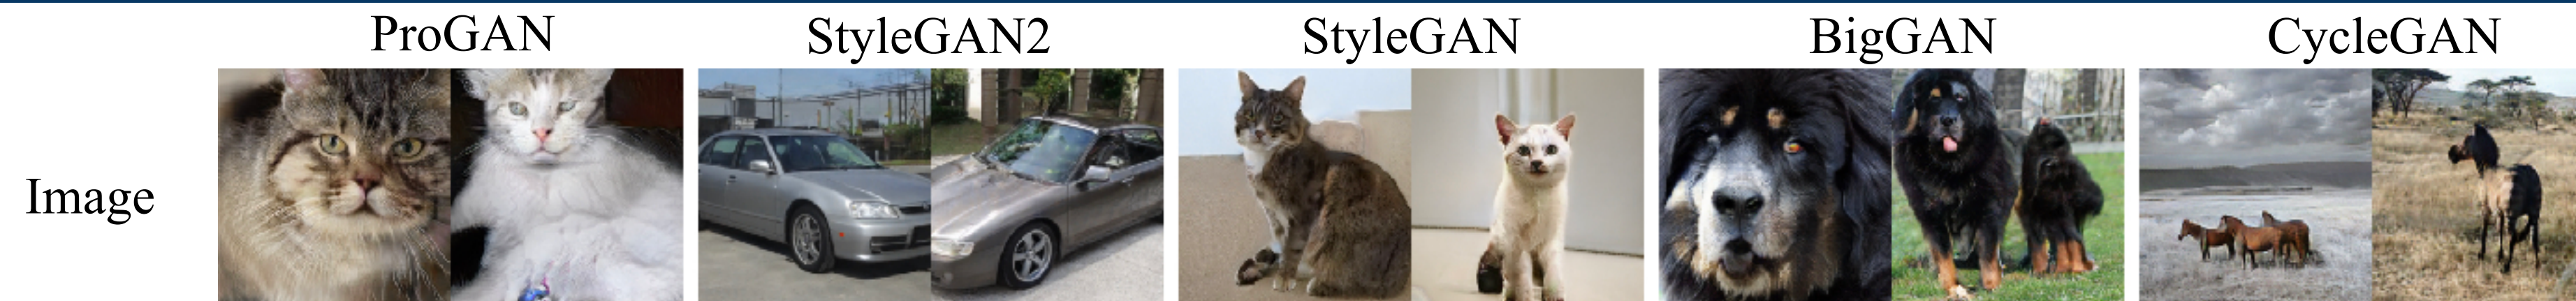 ProGAN StyleGAN2 StyleGAN BigGAN CycleGAN
Image